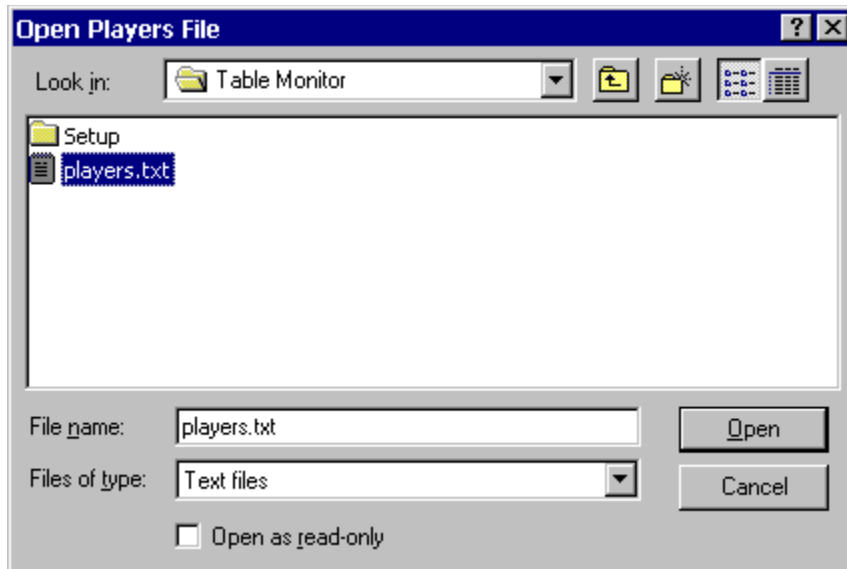 Open Players File
Look in: Table Monitor
Setup
players.txt
File name: players.txt Open
Files of type: Text files Cancel
Open as read-only